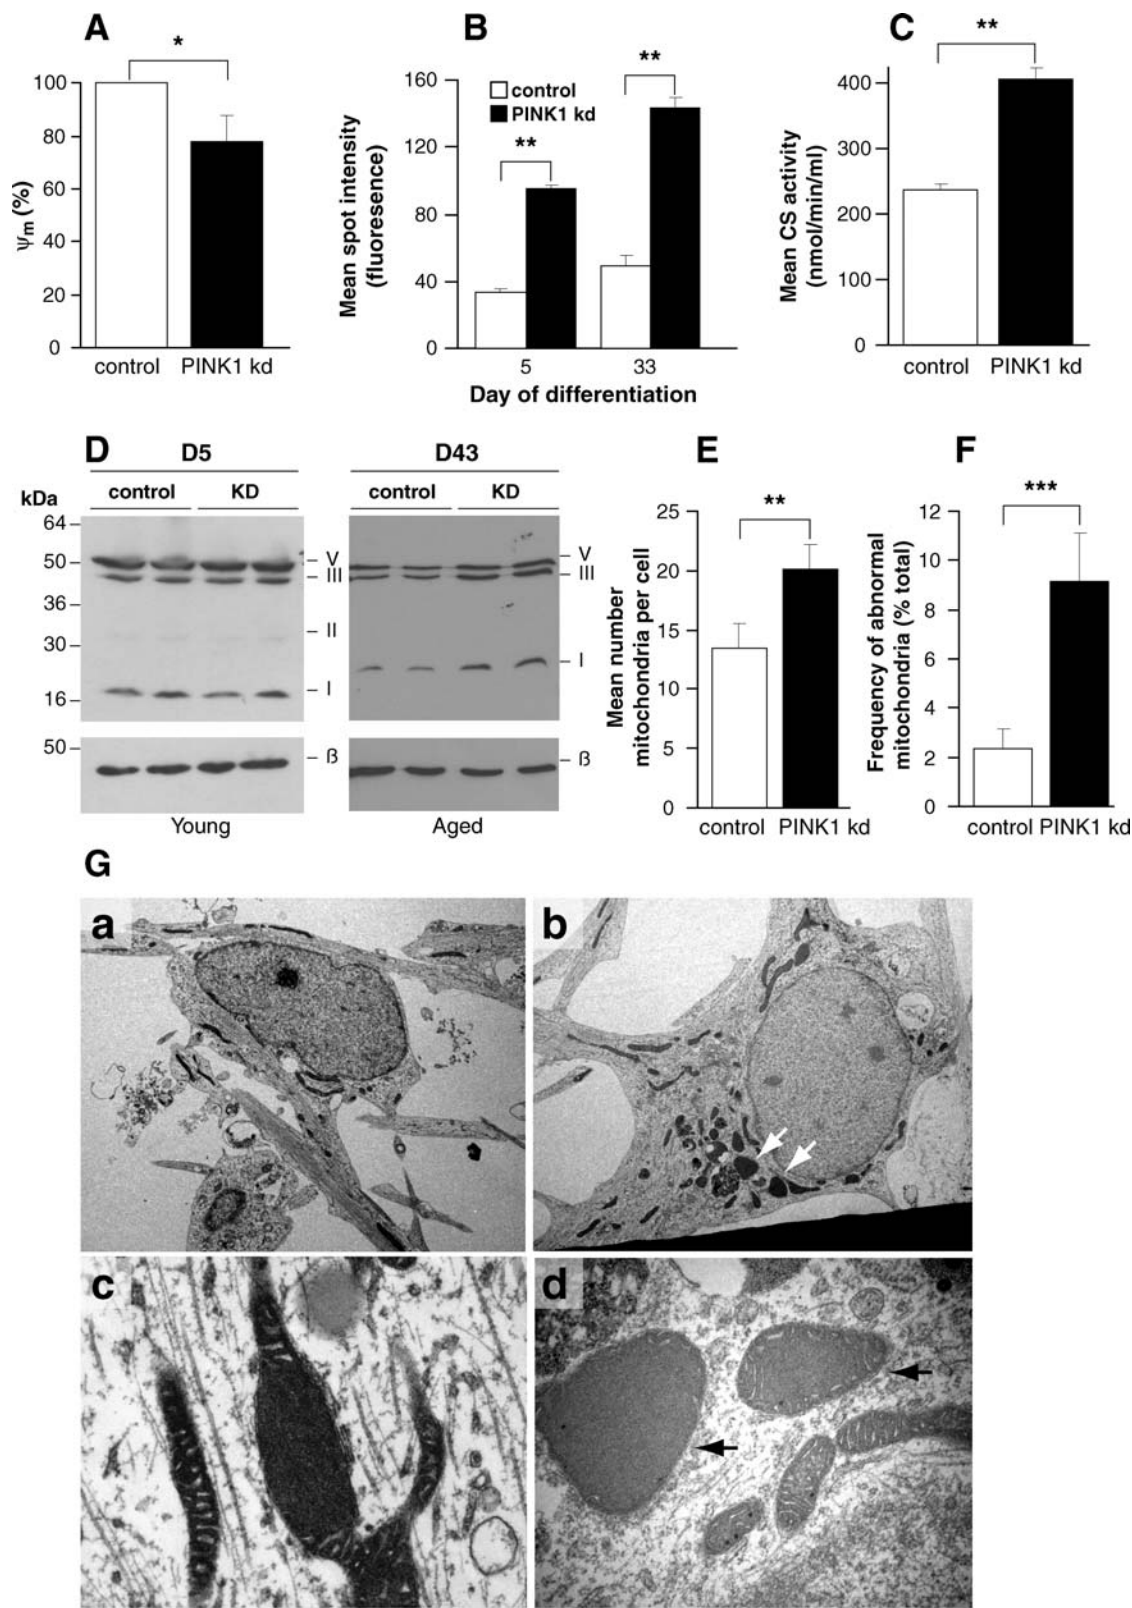 A
*
100
80
60
40
20
0
ψm (%)
control PINK1 kd
B
**
**
control
PINK1 kd
160
120
80
40
0
Mean spot intensity
(fluoresence)
5 33
Day of differentiation
C
**
400
300
200
100
0
Mean CS activity
(nmol/min/ml)
control PINK1 kd
D
D5 D43
kDa control KD control KD
64
50
36
30
16
50
V
III
II
I
ß
V
III
I
ß
Young Aged
E
**
25
20
15
10
5
0
Mean number
mitochondria per cell
control PINK1 kd
F
***
12
10
8
6
4
2
0
Frequency of abnormal
mitochondria (% total)
control PINK1 kd
G
a
b
c
d